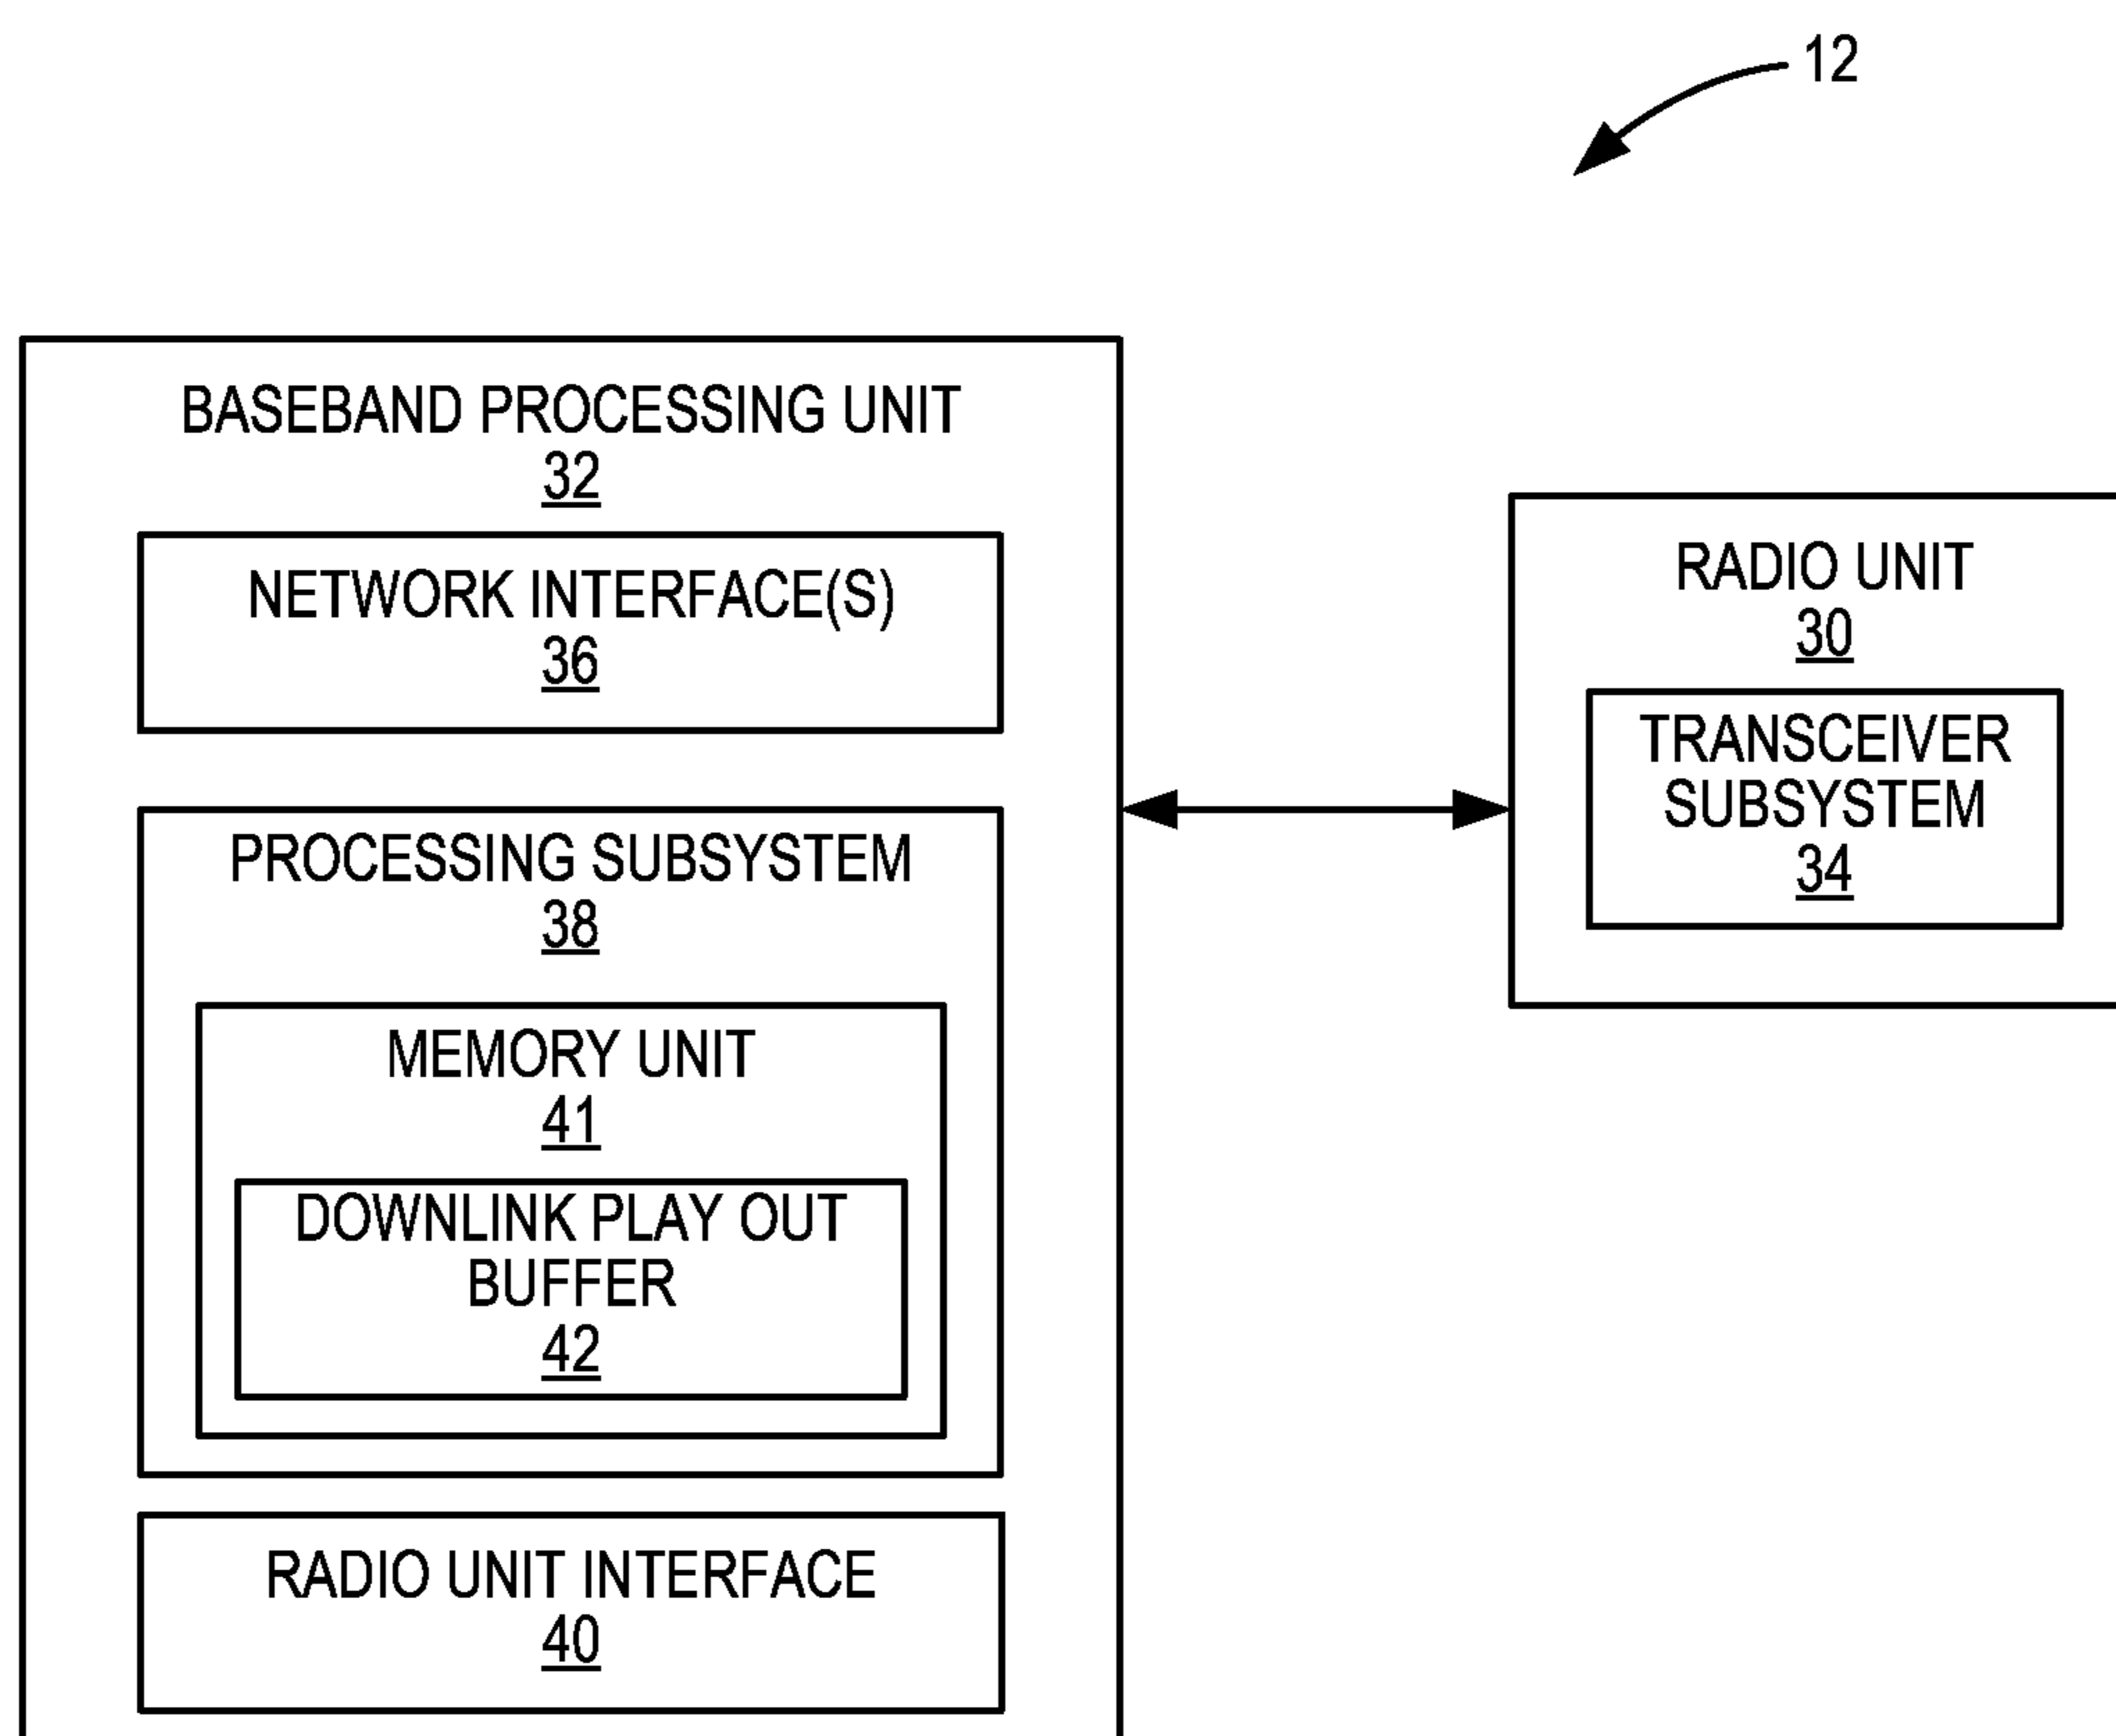 12
BASEBAND PROCESSING UNIT
32
NETWORK INTERFACE(S)
36
PROCESSING SUBSYSTEM
38
MEMORY UNIT
41
DOWNLINK PLAY OUT
BUFFER
42
RADIO UNIT INTERFACE
40
RADIO UNIT
30
TRANSCEIVER
SUBSYSTEM
34